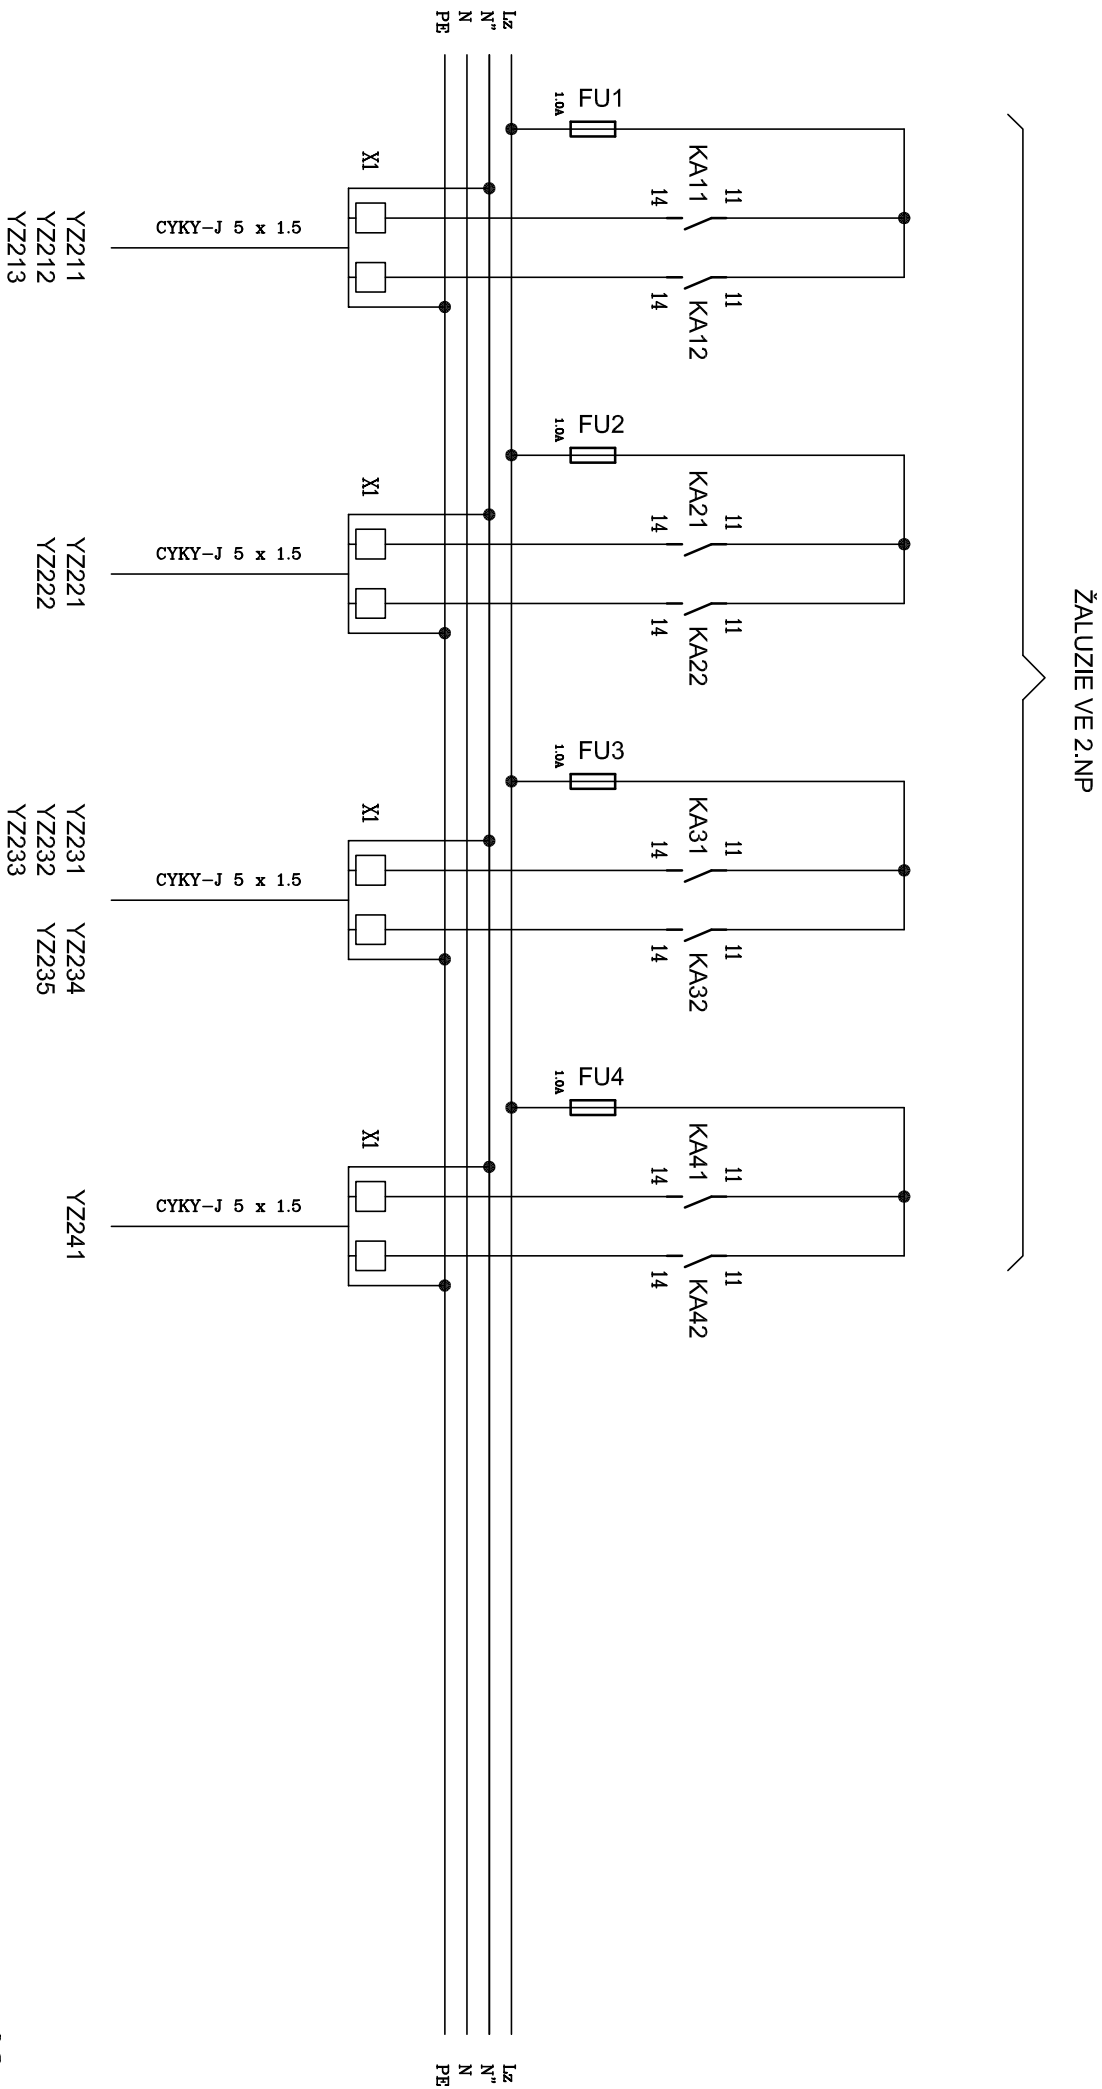 ŽALUZIE VE 2.NP
FU1
1.0A
KA11
11
14
KA12
11
14
FU2
1.0A
KA21
11
14
KA22
11
14
FU3
1.0A
KA31
11
14
KA32
11
14
FU4
1.0A
KA41
11
14
KA42
11
14
Lz
N"
N
PE
Lz
N"
N
PE
X1
CYKY-J 5 x 1.5
YZ211
YZ212
YZ213
X1
CYKY-J 5 x 1.5
YZ221
YZ222
X1
CYKY-J 5 x 1.5
YZ231 YZ234
YZ232 YZ235
YZ233
X1
CYKY-J 5 x 1.5
YZ241